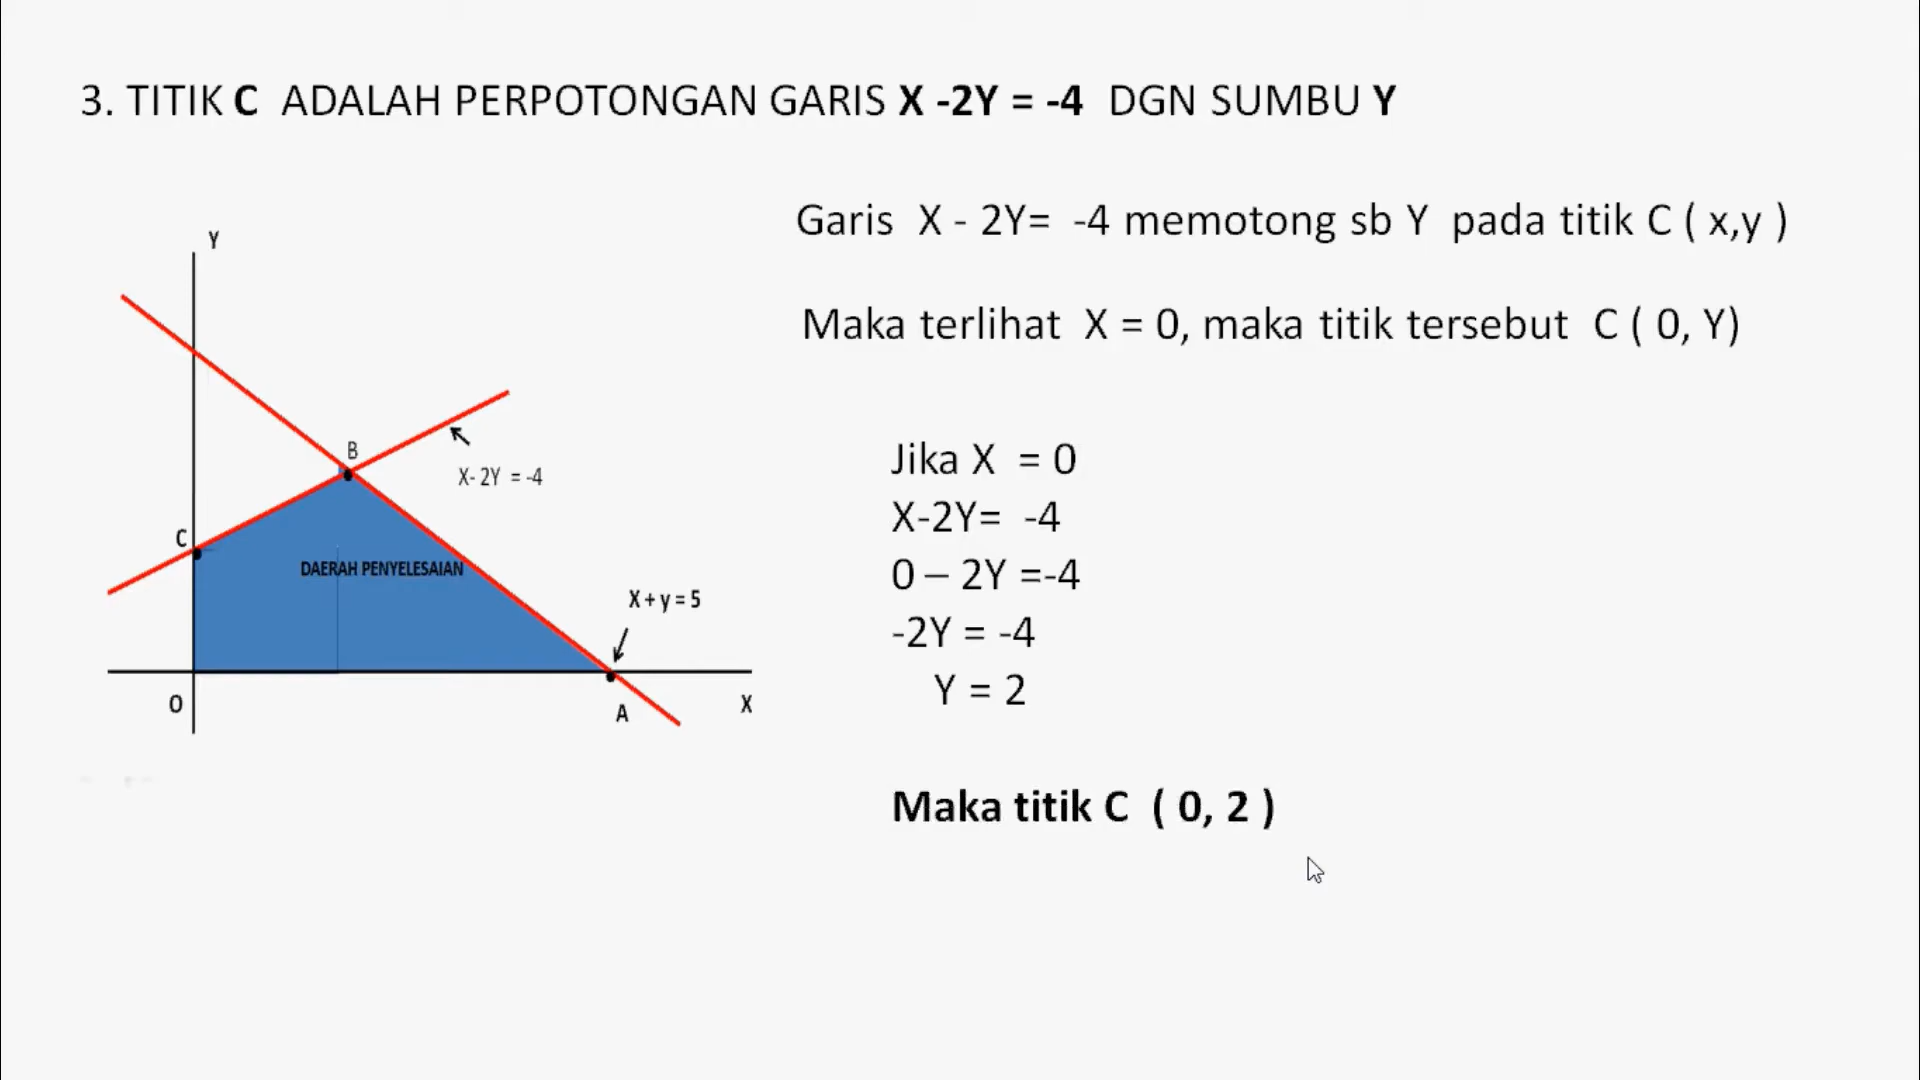 3. TITIK C ADALAH PERPOTONGAN GARIS X -2Y = -4 DGN SUMBU Y
Garis X - 2Y= -4 memotong sb Y pada titik C ( x,y )
Maka terlihat X = 0, maka titik tersebut C ( 0, Y)
Y
B
X- 2Y = -4
C
DAERAH PENYELESAIAN
X + y = 5
O
A
X
Jika X = 0
X-2Y= -4
0 – 2Y =-4
-2Y = -4
Y = 2
Maka titik C ( 0, 2 )